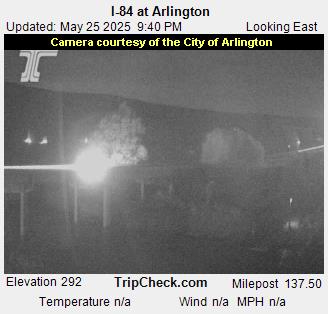 I-84 at Arlington
Updated: May 25 2025 9:40 PM Looking East
Camera courtesy of the City of Arlington
Elevation 292 TripCheck.com Milepost 137.50
Temperature n/a Wind n/a MPH n/a